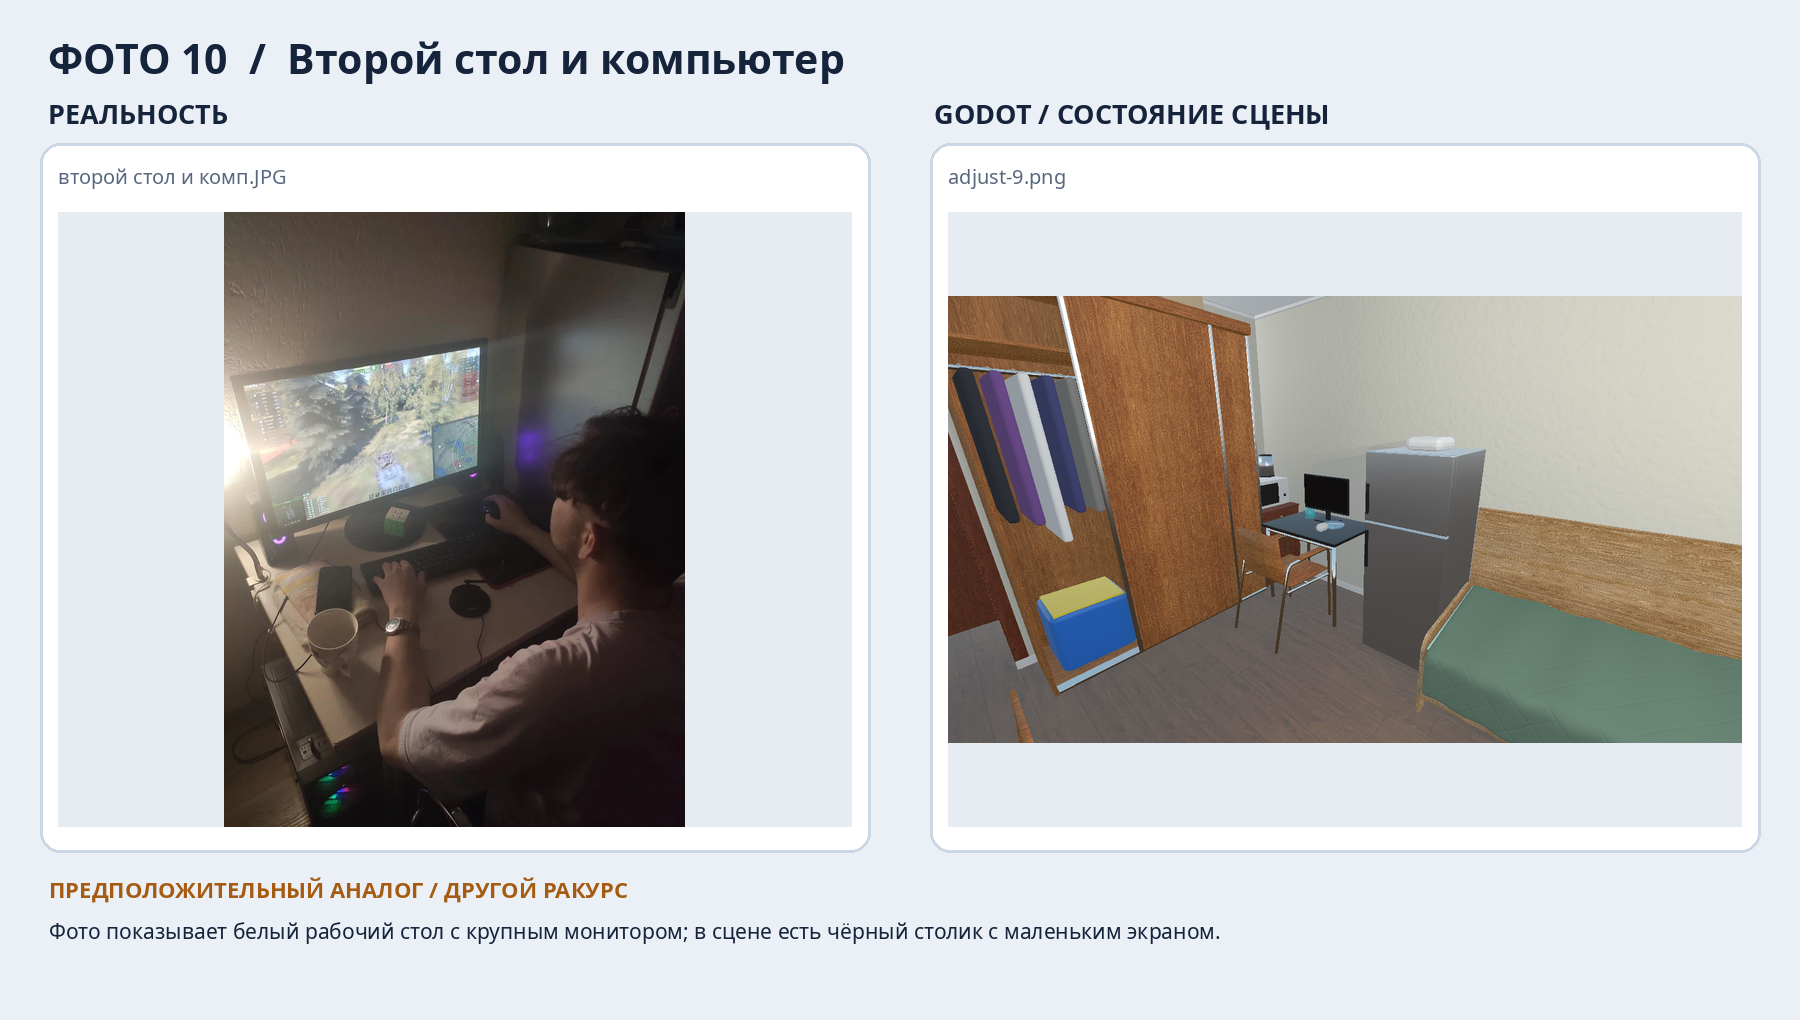 ФОТО 10 / Второй стол и компьютер
РЕАЛЬНОСТЬ
GODOT / СОСТОЯНИЕ СЦЕНЫ
второй стол и комп.JPG
adjust-9.png
ПРЕДПОЛОЖИТЕЛЬНЫЙ АНАЛОГ / ДРУГОЙ РАКУРС
Фото показывает белый рабочий стол с крупным монитором; в сцене есть чёрный столик с маленьким экраном.